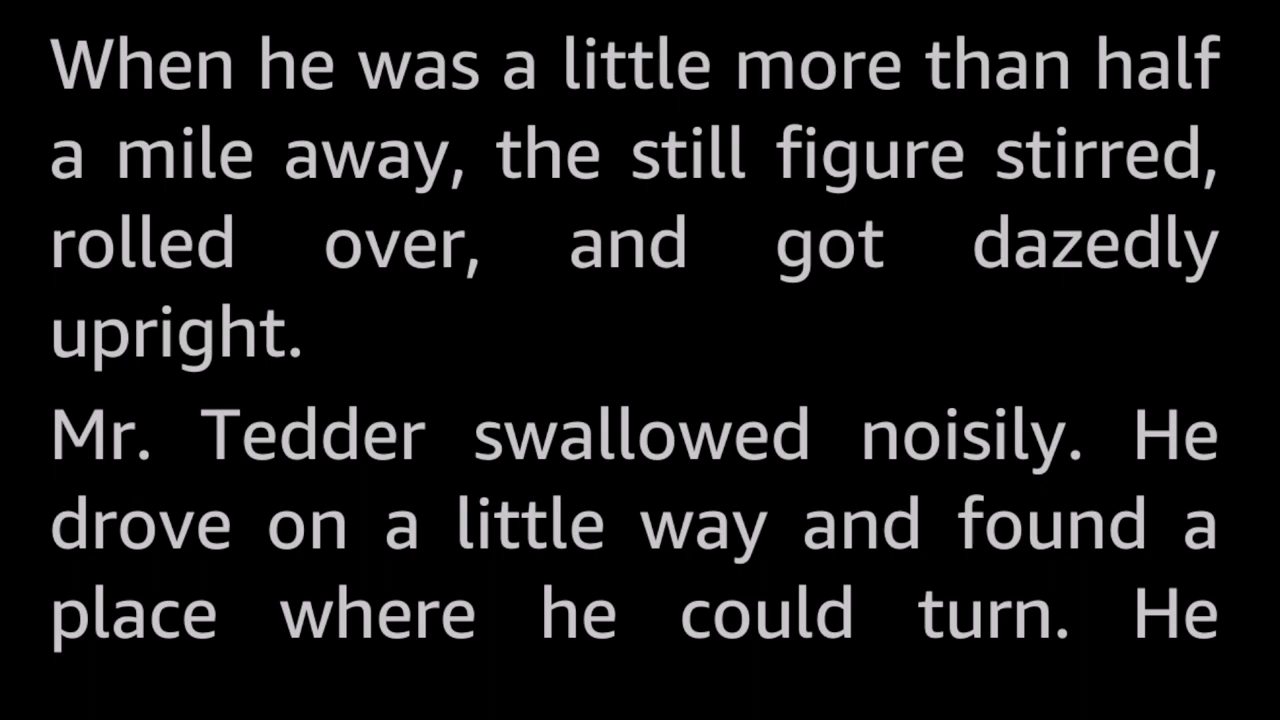 When he was a little more than half
a mile away, the still figure stirred,
rolled over, and got dazedly
upright.
Mr. Tedder swallowed noisily. He
drove on a little way and found a
place where he could turn. He